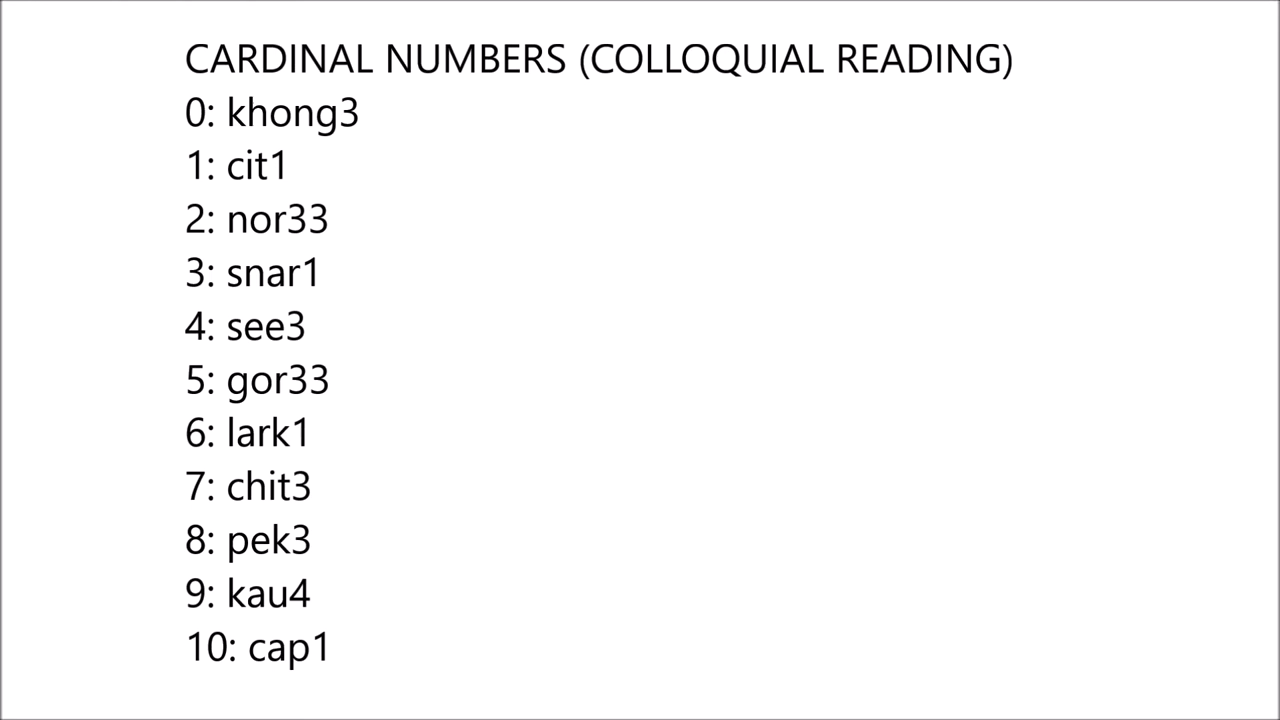 CARDINAL NUMBERS (COLLOQUIAL READING)
0: khong3
1: cit1
2: nor33
3: snar1
4: see3
5: gor33
6: lark1
7: chit3
8: pek3
9: kau4
10: cap1